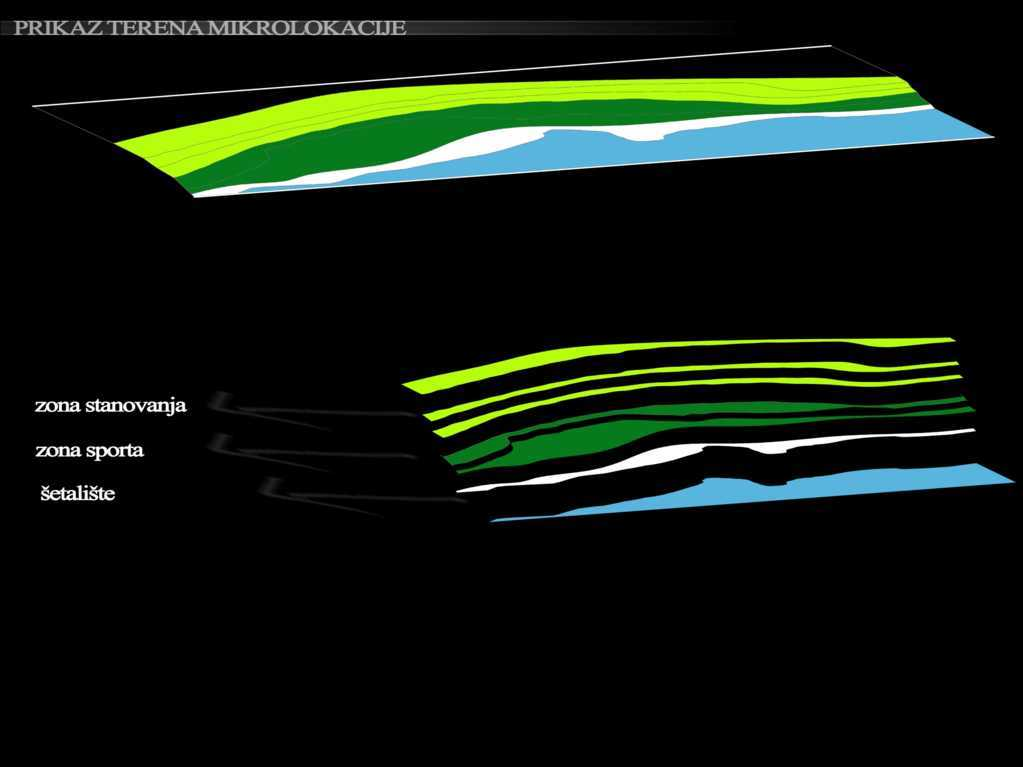 PRIKAZ TERENA MIKROLOKACIJE
zona stanovanja
zona sporta
šetalište